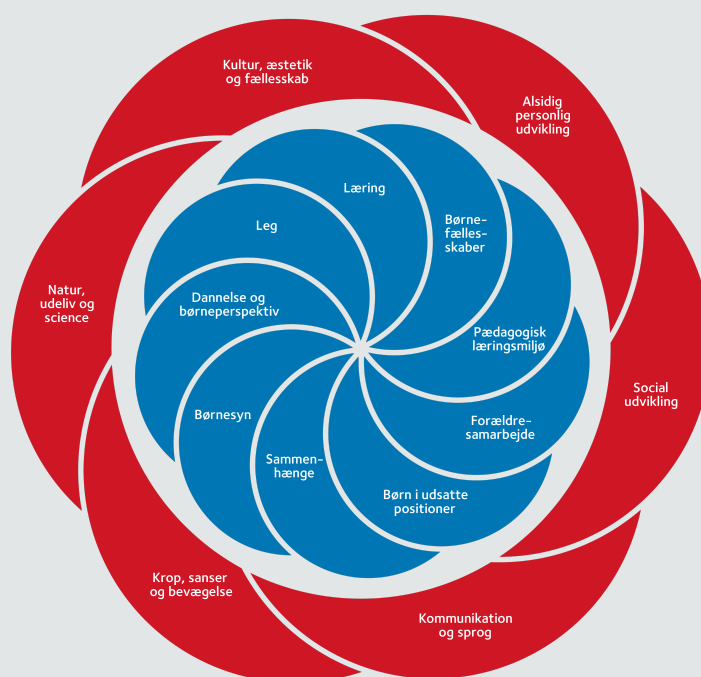 Kultur, æstetik
og fællesskab
Alsidig
personlig
udvikling
Læring
Børne-
fælles-
skaber
Leg
Natur,
udeliv og
science
Dannelse og
børneperspektiv
Pædagogisk
læringsmiljø
Social
udvikling
Børnesyn
Forældre-
samarbejde
Sammen-
hænge
Børn i udsatte
positioner
Krop, sanser
og bevægelse
Kommunikation
og sprog